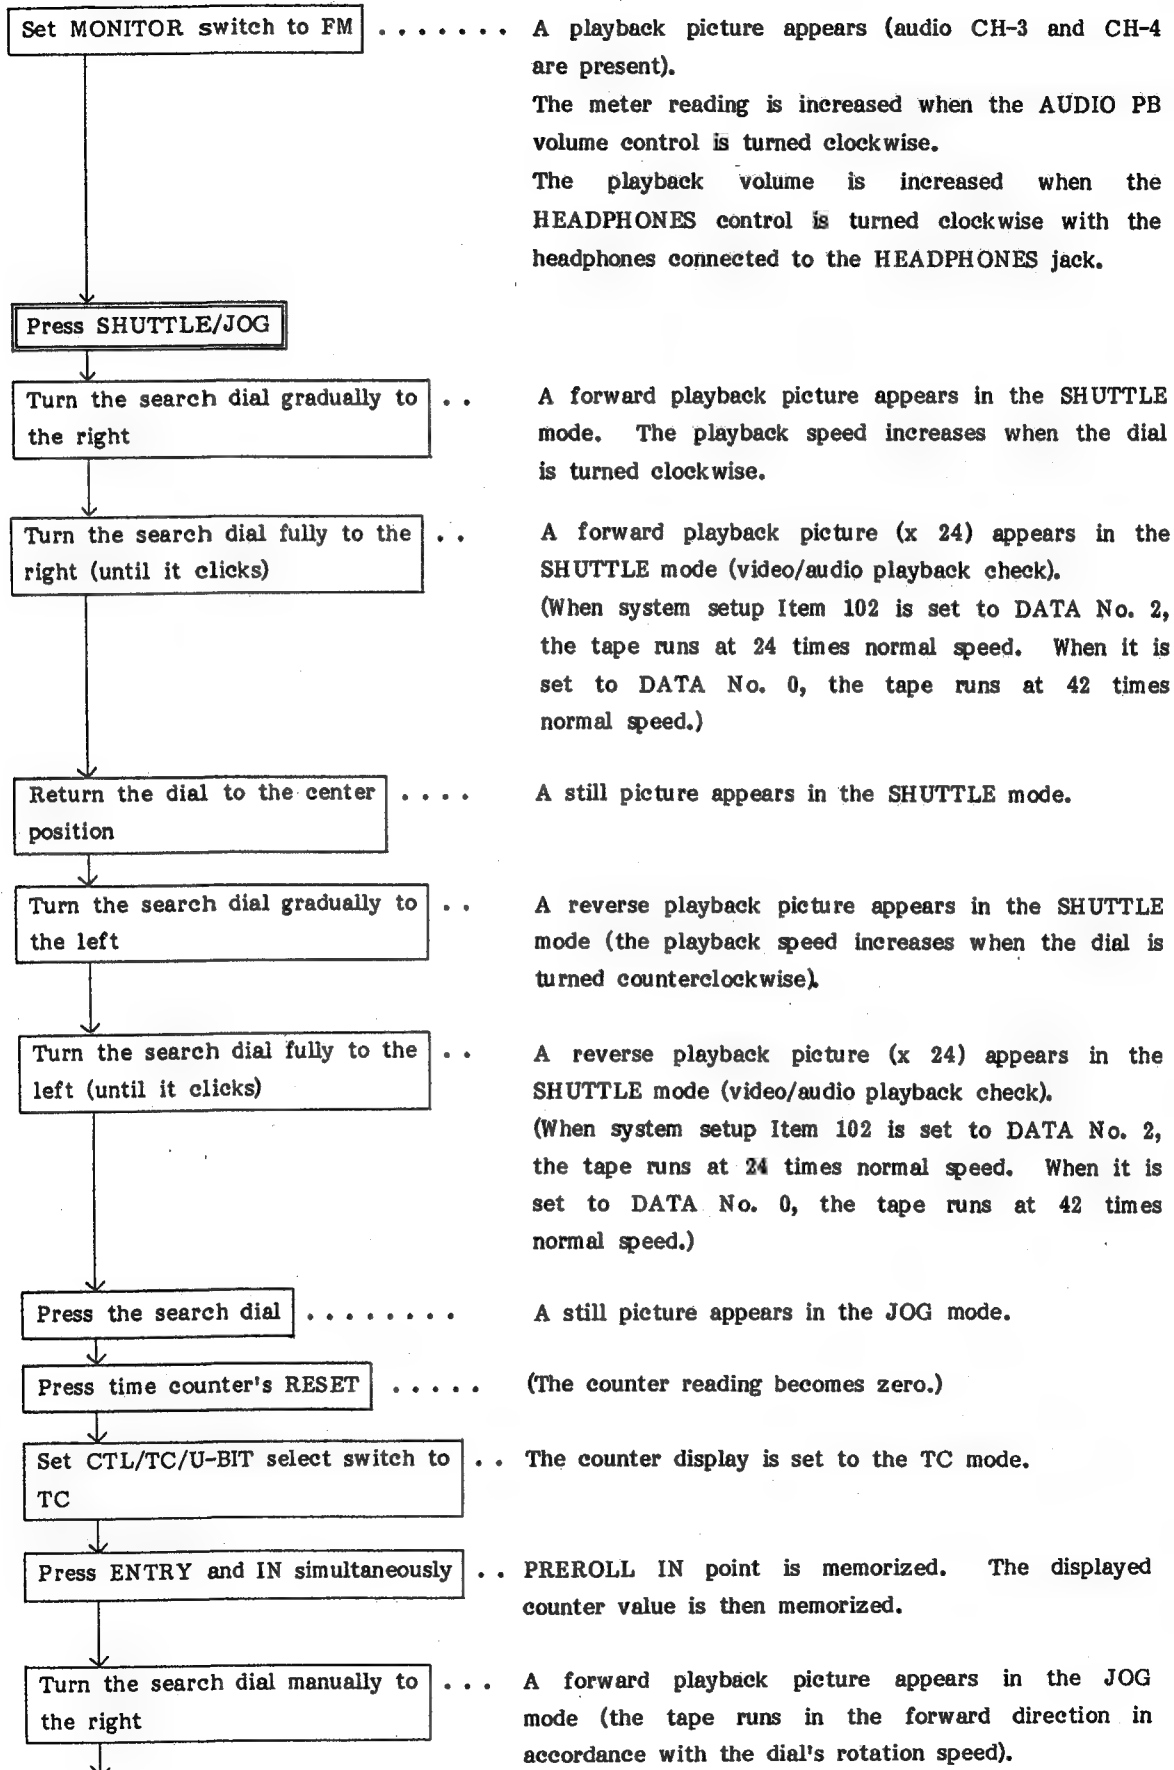 Set MONITOR switch to FM . . . . . . . A playback picture appears (audio CH-3 and CH-4
are present).
The meter reading is increased when the AUDIO PB
volume control is turned clockwise.
The playback volume is increased when the
HEADPHONES control is turned clockwise with the
headphones connected to the HEADPHONES jack.
Press SHUTTLE/JOG
Turn the search dial gradually to . . A forward playback picture appears in the SHUTTLE
the right mode. The playback speed increases when the dial
is turned clockwise.
Turn the search dial fully to the . . A forward playback picture (x 24) appears in the
right (until it clicks) SHUTTLE mode (video/audio playback check).
(When system setup Item 102 is set to DATA No. 2,
the tape runs at 24 times normal speed. When it is
set to DATA No. 0, the tape runs at 42 times
normal speed.)
Return the dial to the center . . . . A still picture appears in the SHUTTLE mode.
position
Turn the search dial gradually to . . A reverse playback picture appears in the SHUTTLE
the left mode (the playback speed increases when the dial is
turned counterclockwise).
Turn the search dial fully to the . . A reverse playback picture (x 24) appears in the
left (until it clicks) SHUTTLE mode (video/audio playback check).
(When system setup Item 102 is set to DATA No. 2,
the tape runs at 24 times normal speed. When it is
set to DATA No. 0, the tape runs at 42 times
normal speed.)
Press the search dial . . . . . . . . A still picture appears in the JOG mode.
Press time counter's RESET . . . . . (The counter reading becomes zero.)
Set CTL/TC/U-BIT select switch to . . The counter display is set to the TC mode.
TC
Press ENTRY and IN simultaneously . . PREROLL IN point is memorized. The displayed
counter value is then memorized.
Turn the search dial manually to . . . A forward playback picture appears in the JOG
the right mode (the tape runs in the forward direction in
accordance with the dial's rotation speed).